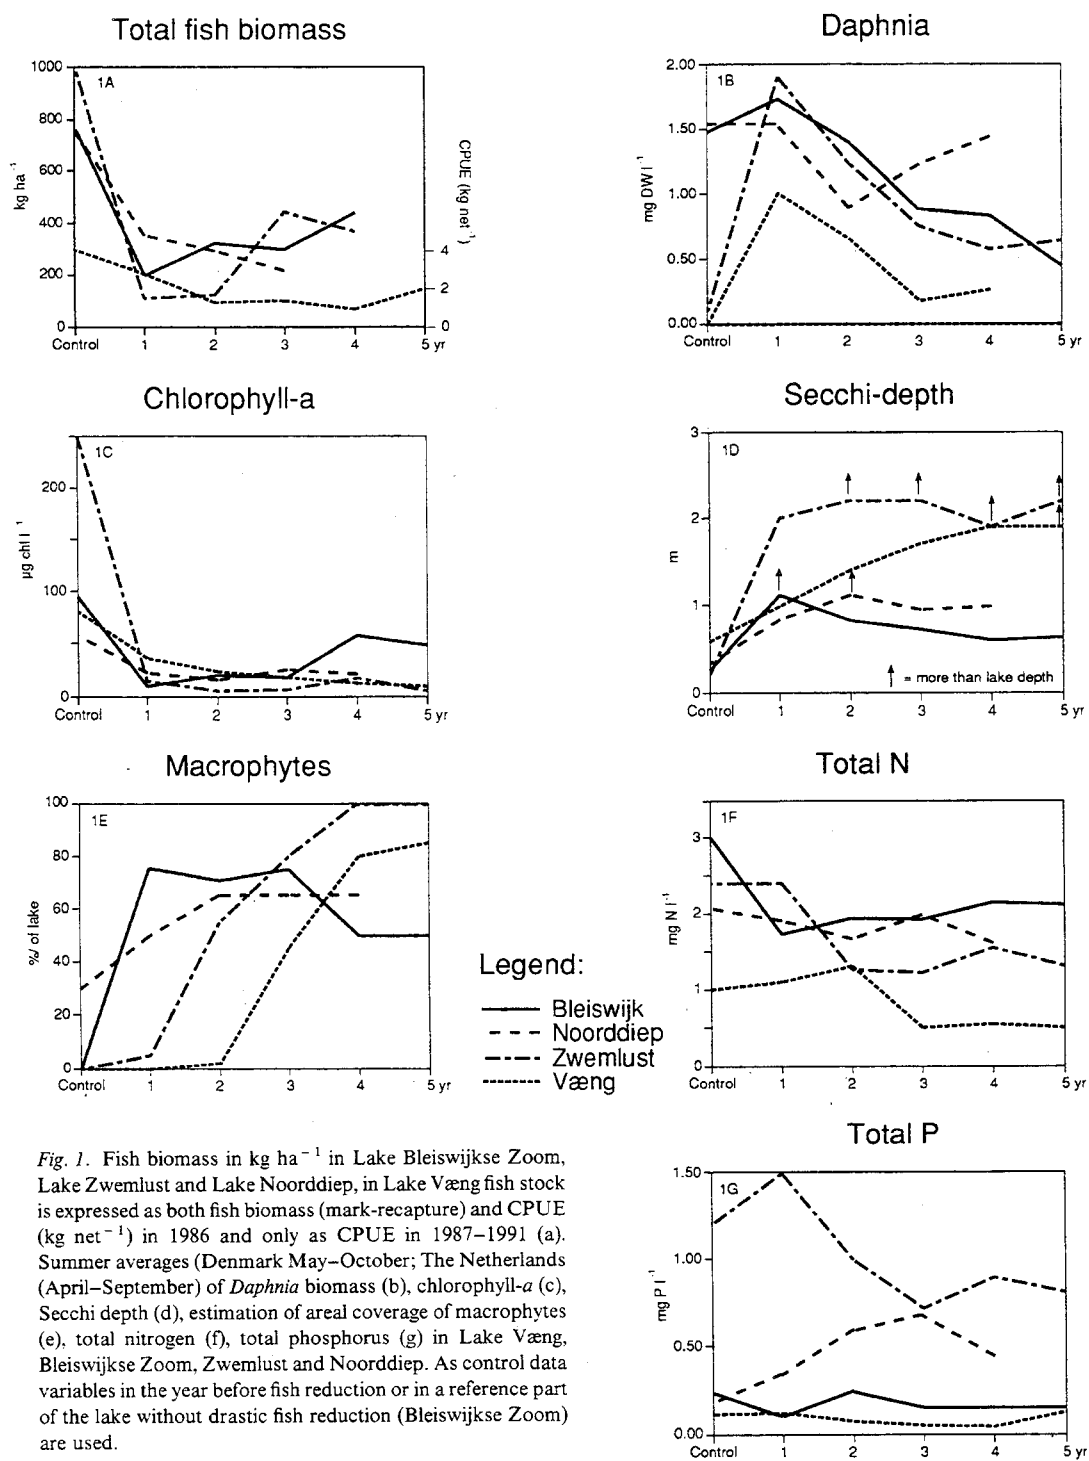 Total fish biomass
1000
800
600
400
200
0
kg ha⁻¹
1A
CPUE (kg net⁻¹)
4
2
0
Control 1 2 3 4 5 yr
Daphnia
2.00
1.50
1.00
0.50
0.00
mg DW l⁻¹
1B
Control 1 2 3 4 5 yr
Chlorophyll-a
200
100
0
µg chl l⁻¹
1C
Control 1 2 3 4 5 yr
Secchi-depth
3
2
1
0
m
1D
= more than lake depth
Control 1 2 3 4 5 yr
Macrophytes
100
80
60
40
20
0
%/ of lake
1E
Control 1 2 3 4 5 yr
Legend:
Bleiswijk
Noorddiep
Zwemlust
Væng
Total N
3
2
1
0
mg N l⁻¹
1F
Control 1 2 3 4 5 yr
Total P
1.50
1.00
0.50
0.00
mg P l⁻¹
1G
Control 1 2 3 4 5 yr
Fig. 1. Fish biomass in kg ha⁻¹ in Lake Bleiswijkse Zoom,
Lake Zwemlust and Lake Noorddiep, in Lake Væng fish stock
is expressed as both fish biomass (mark-recapture) and CPUE
(kg net⁻¹) in 1986 and only as CPUE in 1987–1991 (a).
Summer averages (Denmark May–October; The Netherlands
(April–September) of Daphnia biomass (b), chlorophyll-a (c),
Secchi depth (d), estimation of areal coverage of macrophytes
(e), total nitrogen (f), total phosphorus (g) in Lake Væng,
Bleiswijkse Zoom, Zwemlust and Noorddiep. As control data
variables in the year before fish reduction or in a reference part
of the lake without drastic fish reduction (Bleiswijkse Zoom)
are used.